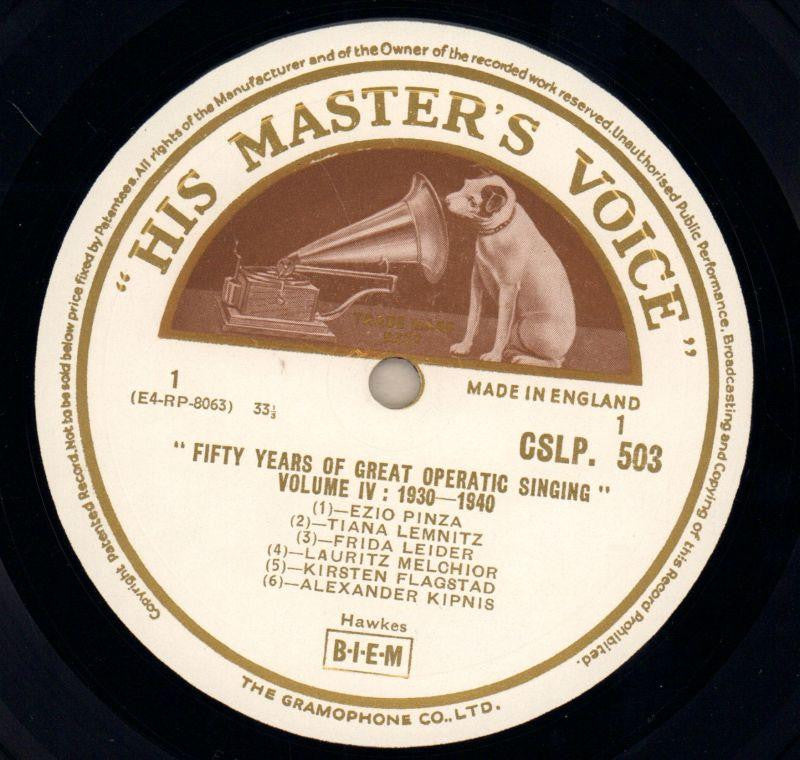 Copyright Patented Record. Not to be sold below price fixed by Patentees. All rights of the Manufacturer and of the Owner of the recorded work reserved. Unauthorised Public Performance, Broadcasting and Copying of this Record Prohibited.
"HIS MASTER'S VOICE"
TRADE MARK
1
(E4-RP-8063) 33⅓
MADE IN ENGLAND
1
CSLP. 503
"FIFTY YEARS OF GREAT OPERATIC SINGING"
VOLUME IV : 1930—1940
(1)—EZIO PINZA
(2)—TIANA LEMNITZ
(3)—FRIDA LEIDER
(4)—LAURITZ MELCHIOR
(5)—KIRSTEN FLAGSTAD
(6)—ALEXANDER KIPNIS
Hawkes
B·I·E·M
THE GRAMOPHONE CO., LTD.